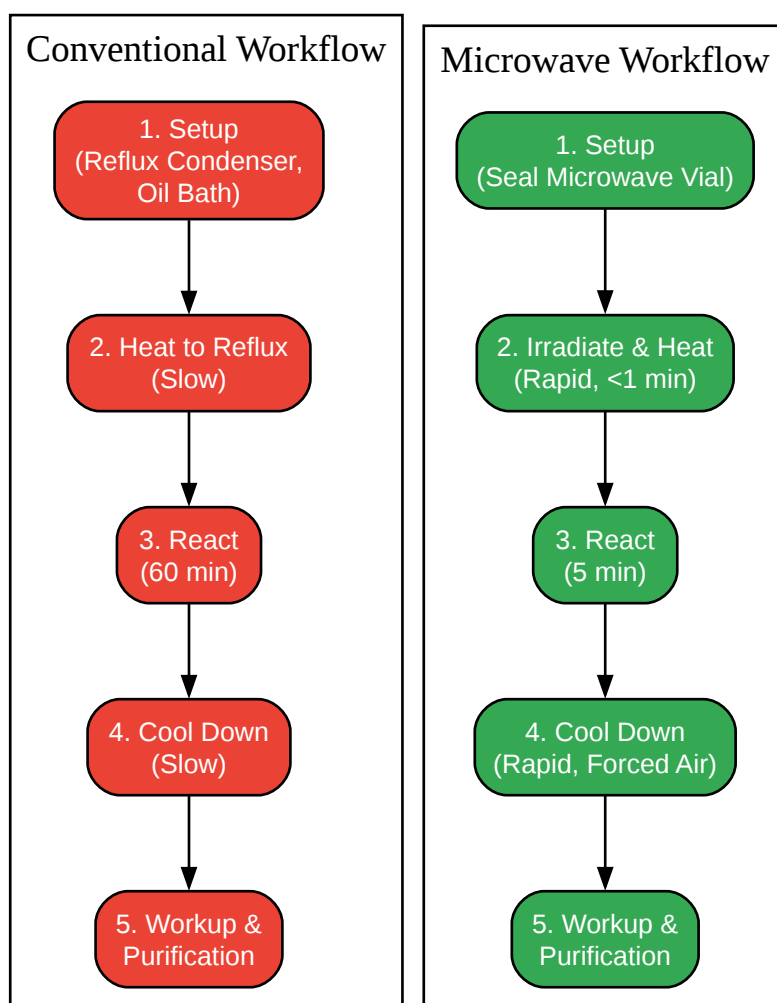 Conventional Workflow
1. Setup
(Reflux Condenser,
Oil Bath)
2. Heat to Reflux
(Slow)
3. React
(60 min)
4. Cool Down
(Slow)
5. Workup &
Purification
Microwave Workflow
1. Setup
(Seal Microwave Vial)
2. Irradiate & Heat
(Rapid, <1 min)
3. React
(5 min)
4. Cool Down
(Rapid, Forced Air)
5. Workup &
Purification